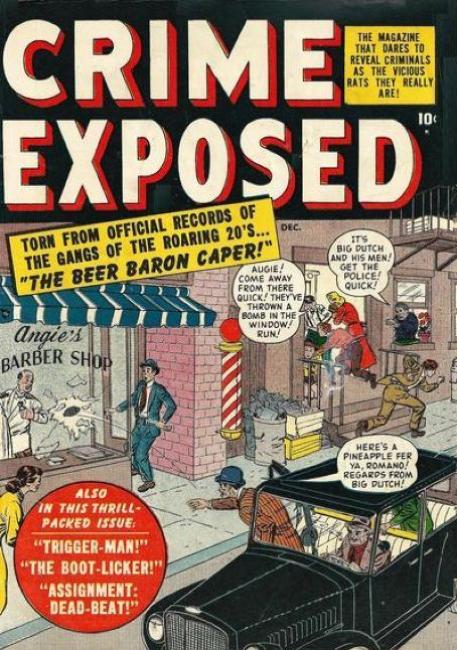 CRIME
EXPOSED
THE MAGAZINE
THAT DARES TO
REVEAL CRIMINALS
AS THE VICIOUS
RATS THEY REALLY
ARE!
10¢
TORN FROM OFFICIAL RECORDS OF
THE GANGS OF THE ROARING 20'S...
"THE BEER BARON CAPER!"
DEC.
AUGIE!
COME AWAY
FROM THERE
QUICK! THEY'VE
THROWN A
BOMB IN THE
WINDOW!
RUN!
IT'S
BIG DUTCH
AND HIS MEN!
GET THE
POLICE!
QUICK!
Angie's
BARBER SHOP
HERE'S A
PINEAPPLE FER
YA, ROMANO!
REGARDS FROM
BIG DUTCH!
ALSO
IN THIS THRILL-
PACKED ISSUE:
"TRIGGER-MAN!"
"THE BOOT-LICKER!"
"ASSIGNMENT:
DEAD-BEAT!"